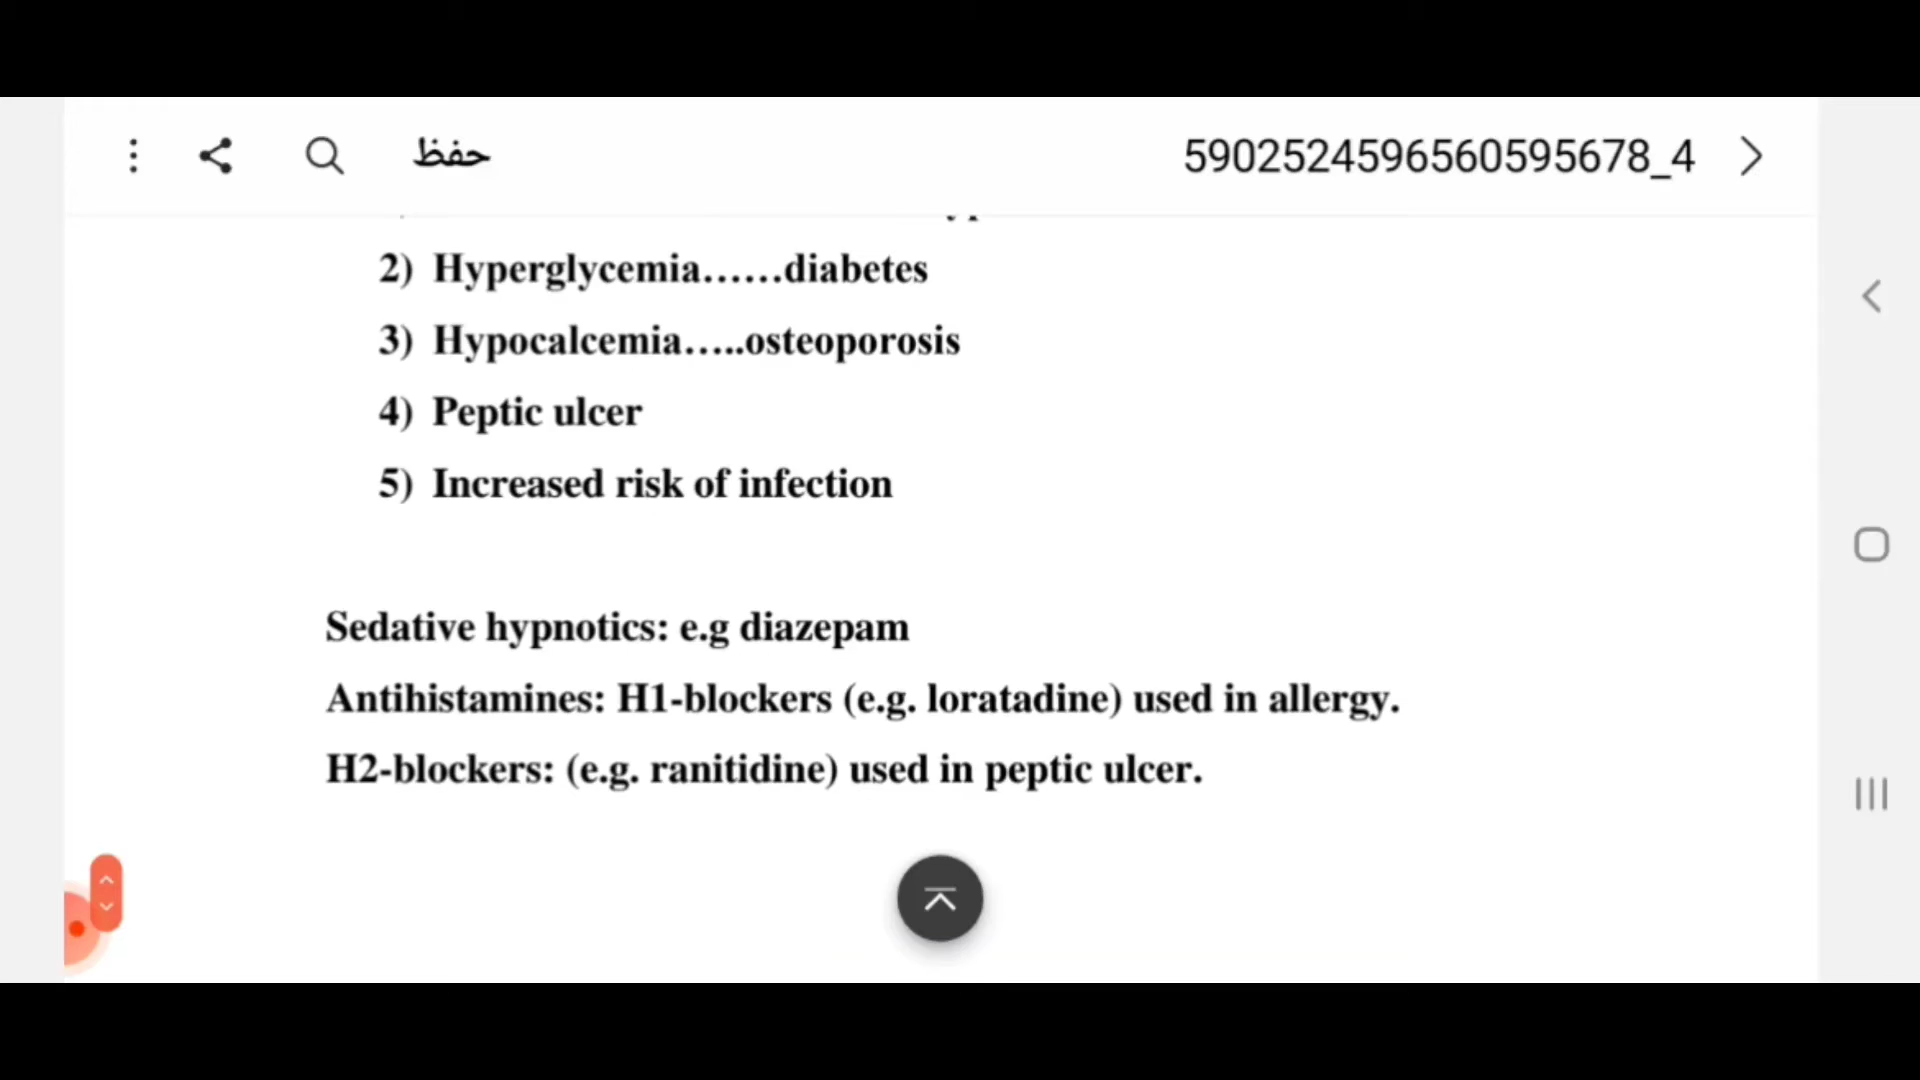 حفظ
5902524596560595678_4
2) Hyperglycemia......diabetes
3) Hypocalcemia.....osteoporosis
4) Peptic ulcer
5) Increased risk of infection
Sedative hypnotics: e.g diazepam
Antihistamines: H1-blockers (e.g. loratadine) used in allergy.
H2-blockers: (e.g. ranitidine) used in peptic ulcer.